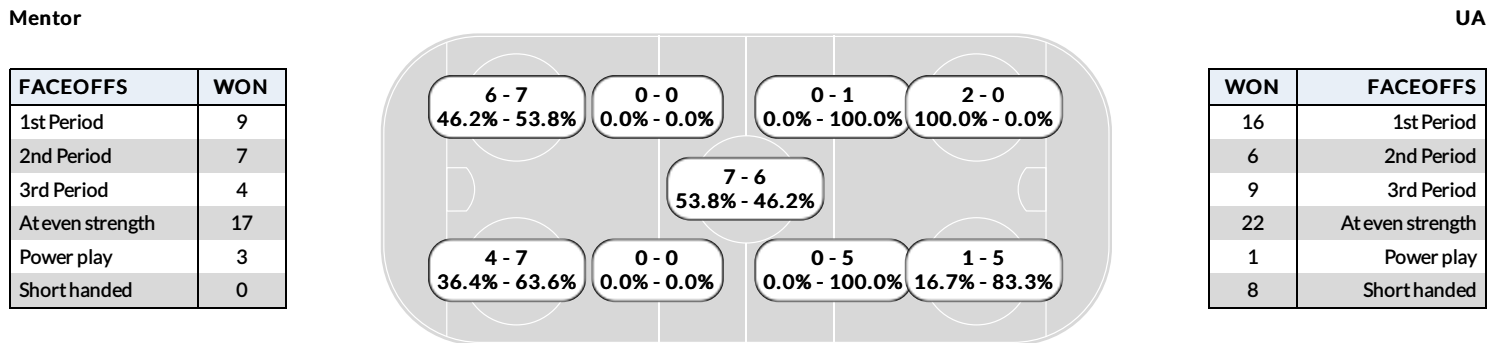 Mentor
UA
FACEOFFS WON
1st Period 9
2nd Period 7
3rd Period 4
At even strength 17
Power play 3
Short handed 0
6 - 7
46.2% - 53.8%
0 - 0
0.0% - 0.0%
0 - 1
0.0% - 100.0%
2 - 0
100.0% - 0.0%
7 - 6
53.8% - 46.2%
4 - 7
36.4% - 63.6%
0 - 0
0.0% - 0.0%
0 - 5
0.0% - 100.0%
1 - 5
16.7% - 83.3%
WON FACEOFFS
16 1st Period
6 2nd Period
9 3rd Period
22 At even strength
1 Power play
8 Short handed